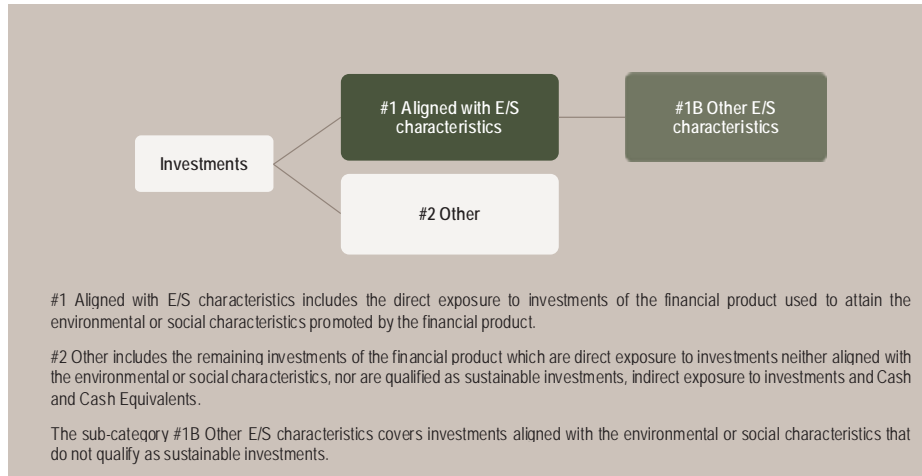 #1 Aligned with E/S
characteristics
#1B Other E/S
characteristics
Investments
#2 Other
#1 Aligned with E/S characteristics includes the direct exposure to investments of the financial product used to attain the
environmental or social characteristics promoted by the financial product.
#2 Other includes the remaining investments of the financial product which are direct exposure to investments neither aligned with
the environmental or social characteristics, nor are qualified as sustainable investments, indirect exposure to investments and Cash
and Cash Equivalents.
The sub-category #1B Other E/S characteristics covers investments aligned with the environmental or social characteristics that
do not qualify as sustainable investments.